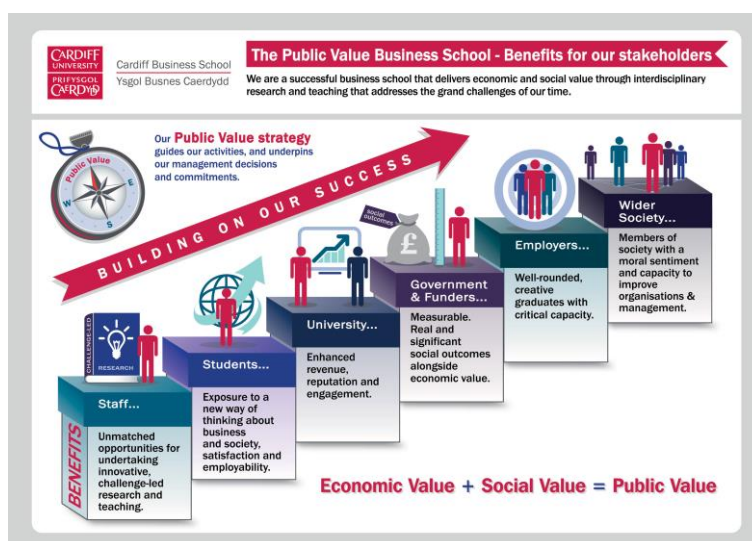 CARDIFF
UNIVERSITY
PRIFYSGOL
CAERDYDD
Cardiff Business School
Ysgol Busnes Caerdydd
The Public Value Business School - Benefits for our stakeholders
We are a successful business school that delivers economic and social value through interdisciplinary
research and teaching that addresses the grand challenges of our time.
Public Value
W
E
S
Our Public Value strategy
guides our activities, and underpins
our management decisions
and commitments.
BUILDING ON OUR SUCCESS
CHALLENGE-LED
RESEARCH
BENEFITS
Staff...
Unmatched
opportunities for
undertaking
innovative,
challenge-led
research and
teaching.
Students...
Exposure to a
new way of
thinking about
business
and society,
satisfaction and
employability.
University...
Enhanced
revenue,
reputation and
engagement.
social
outcomes
£
Government
& Funders...
Measurable.
Real and
significant
social outcomes
alongside
economic value.
Employers...
Well-rounded,
creative
graduates with
critical capacity.
Wider
Society...
Members of
society with a
moral sentiment
and capacity to
improve
organisations &
management.
Economic Value + Social Value = Public Value